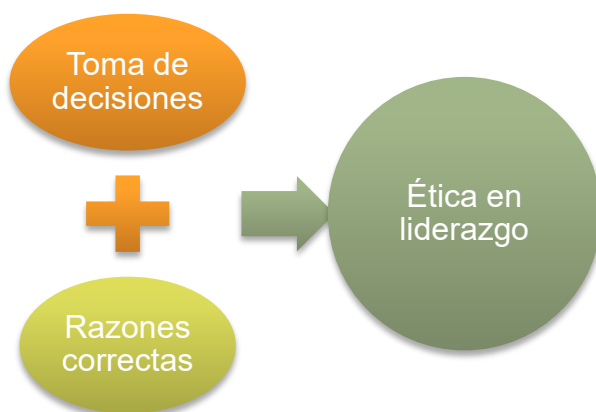 Toma de
decisiones
Razones
correctas
Ética en
liderazgo